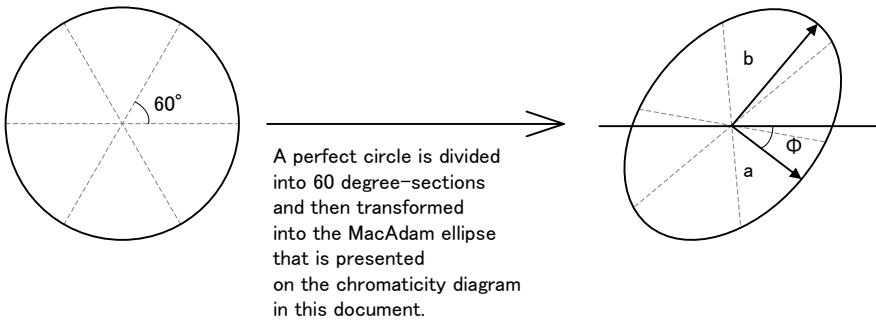 60°
A perfect circle is divided
into 60 degree-sections
and then transformed
into the MacAdam ellipse
that is presented
on the chromaticity diagram
in this document.
b
Φ
a